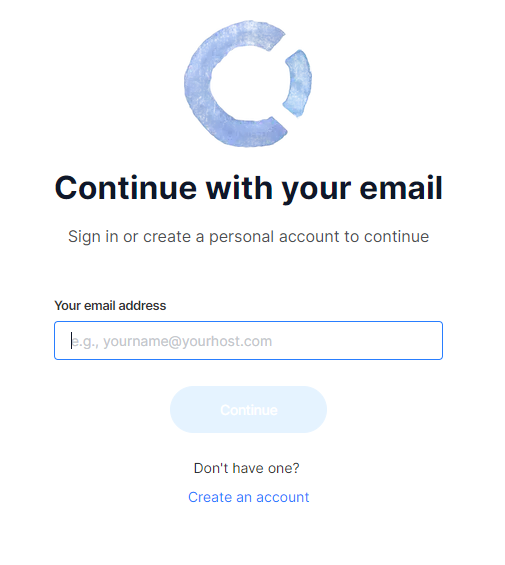 Continue with your email
Sign in or create a personal account to continue
Your email address
e.g., yourname@yourhost.com
Continue
Don't have one?
Create an account